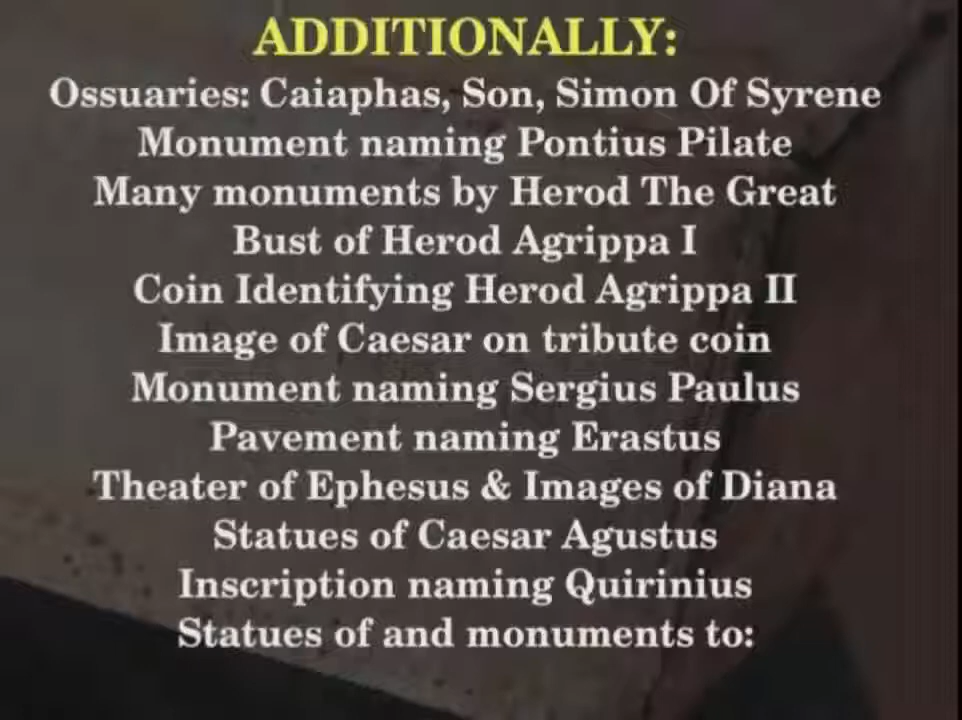 ADDITIONALLY:
Ossuaries: Caiaphas, Son, Simon Of Syrene
Monument naming Pontius Pilate
Many monuments by Herod The Great
Bust of Herod Agrippa I
Coin Identifying Herod Agrippa II
Image of Caesar on tribute coin
Monument naming Sergius Paulus
Pavement naming Erastus
Theater of Ephesus & Images of Diana
Statues of Caesar Agustus
Inscription naming Quirinius
Statues of and monuments to: